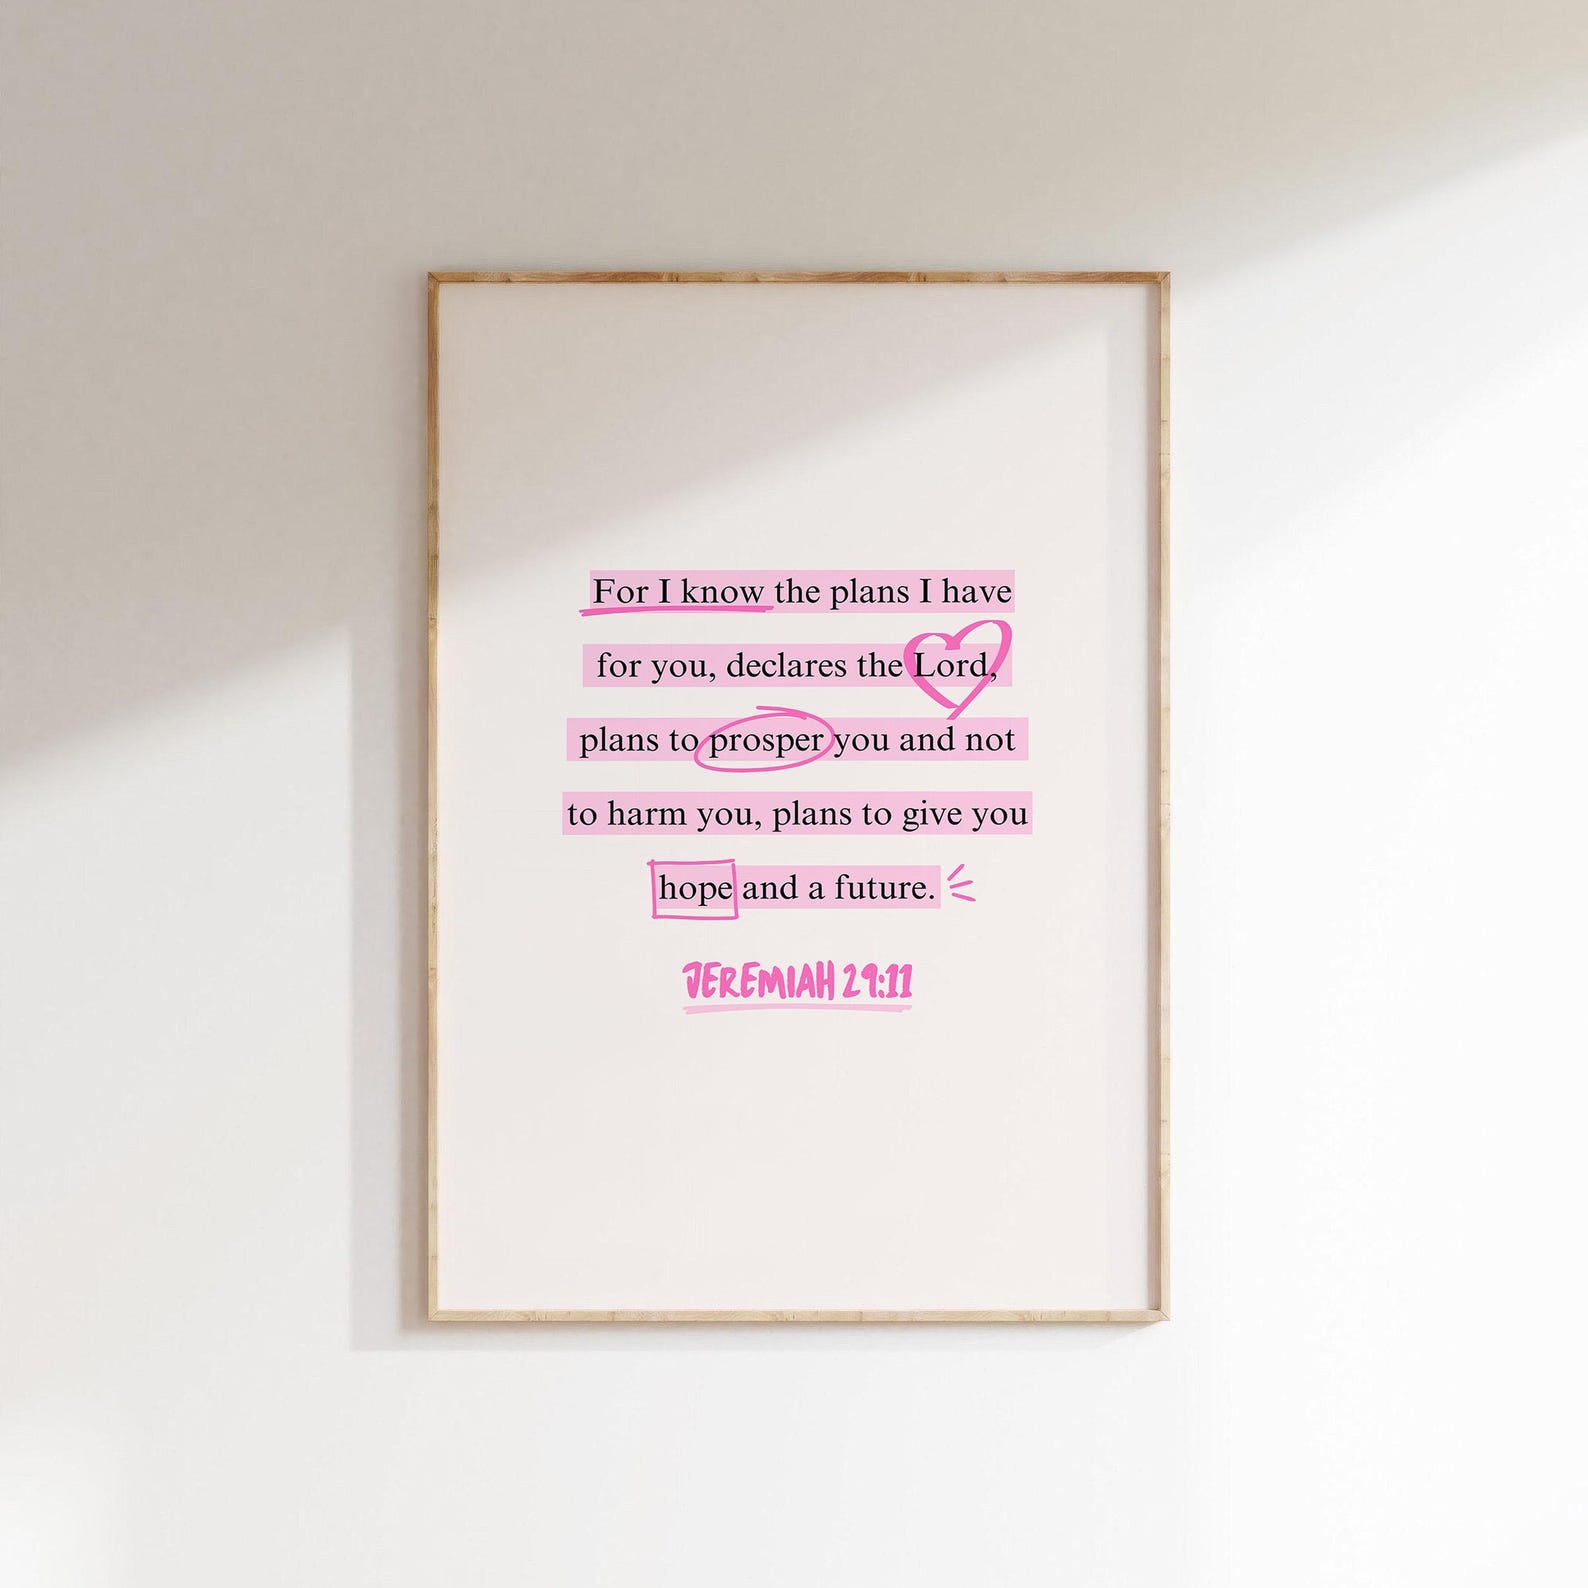 For I know the plans I have
for you, declares the Lord,
plans to prosper you and not
to harm you, plans to give you
hope and a future.
JEREMIAH 29:11